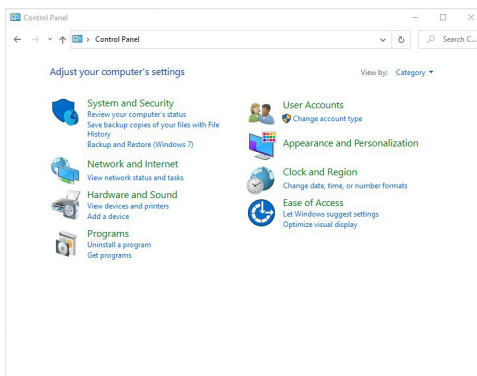 Control Panel
Control Panel
Search C...
Adjust your computer's settings
View by: Category
System and Security
Review your computer's status
Save backup copies of your files with File
History
Backup and Restore (Windows 7)
Network and Internet
View network status and tasks
Hardware and Sound
View devices and printers
Add a device
Programs
Uninstall a program
Get programs
User Accounts
Change account type
Appearance and Personalization
Clock and Region
Change date, time, or number formats
Ease of Access
Let Windows suggest settings
Optimize visual display